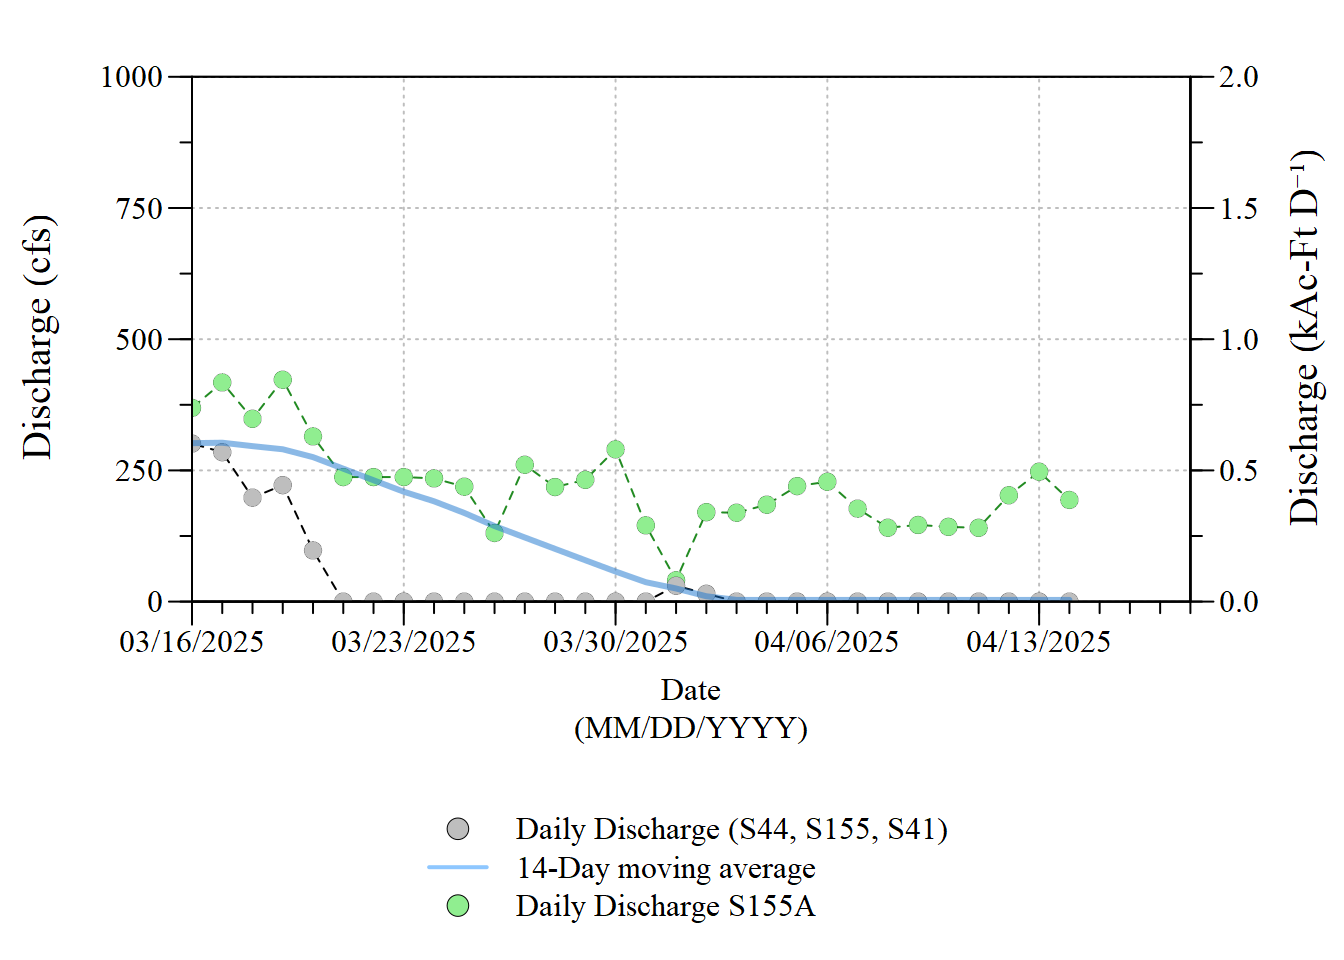 1000
750
500
250
0
Discharge (cfs)
2.0
1.5
1.0
0.5
0.0
Discharge (kAc-Ft D⁻¹)
03/16/2025 03/23/2025 03/30/2025 04/06/2025 04/13/2025
Date
(MM/DD/YYYY)
Daily Discharge (S44, S155, S41)
14-Day moving average
Daily Discharge S155A